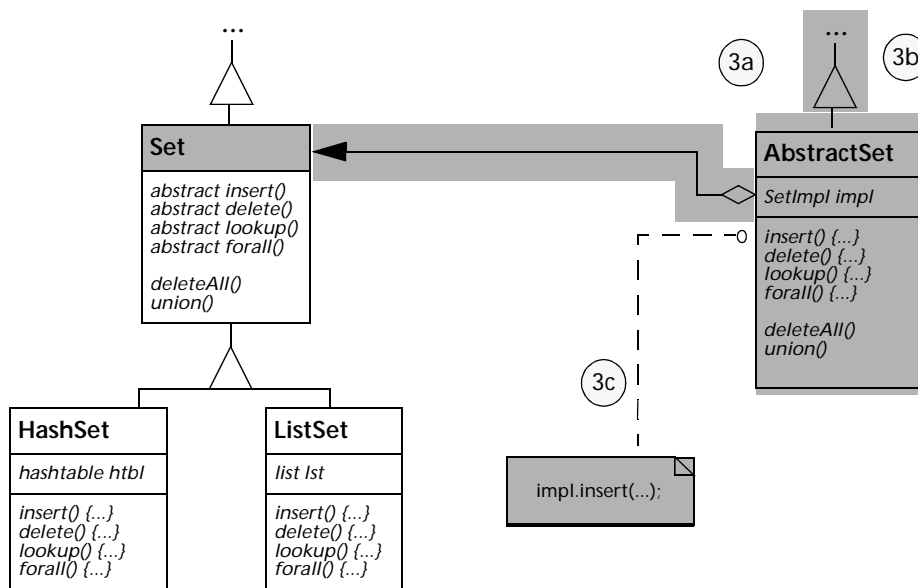 ...
...
3a
3b
Set
abstract insert()
abstract delete()
abstract lookup()
abstract forall()
deleteAll()
union()
AbstractSet
SetImpl impl
insert() {...}
delete() {...}
lookup() {...}
forall() {...}
deleteAll()
union()
3c
impl.insert(...);
HashSet
hashtable htbl
insert() {...}
delete() {...}
lookup() {...}
forall() {...}
ListSet
list lst
insert() {...}
delete() {...}
lookup() {...}
forall() {...}